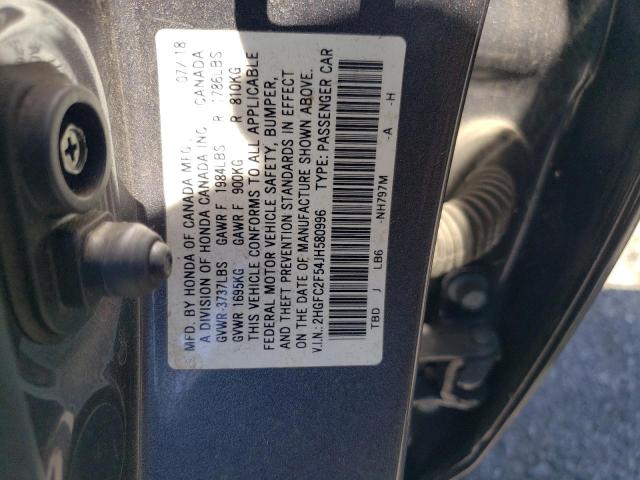 MFD. BY HONDA OF CANADA MFG., 07/18
A DIVISION OF HONDA CANADA INC. CANADA
GVWR 3737LBS GAWR F 1984LBS R 1786LBS
GVWR 1695KG GAWR F 900KG R 810KG
THIS VEHICLE CONFORMS TO ALL APPLICABLE
FEDERAL MOTOR VEHICLE SAFETY, BUMPER,
AND THEFT PREVENTION STANDARDS IN EFFECT
ON THE DATE OF MANUFACTURE SHOWN ABOVE.
V.I.N.: 2HGFC2F54JH580996 TYPE: PASSENGER CAR
TBD J LB6 -NH797M -A -H